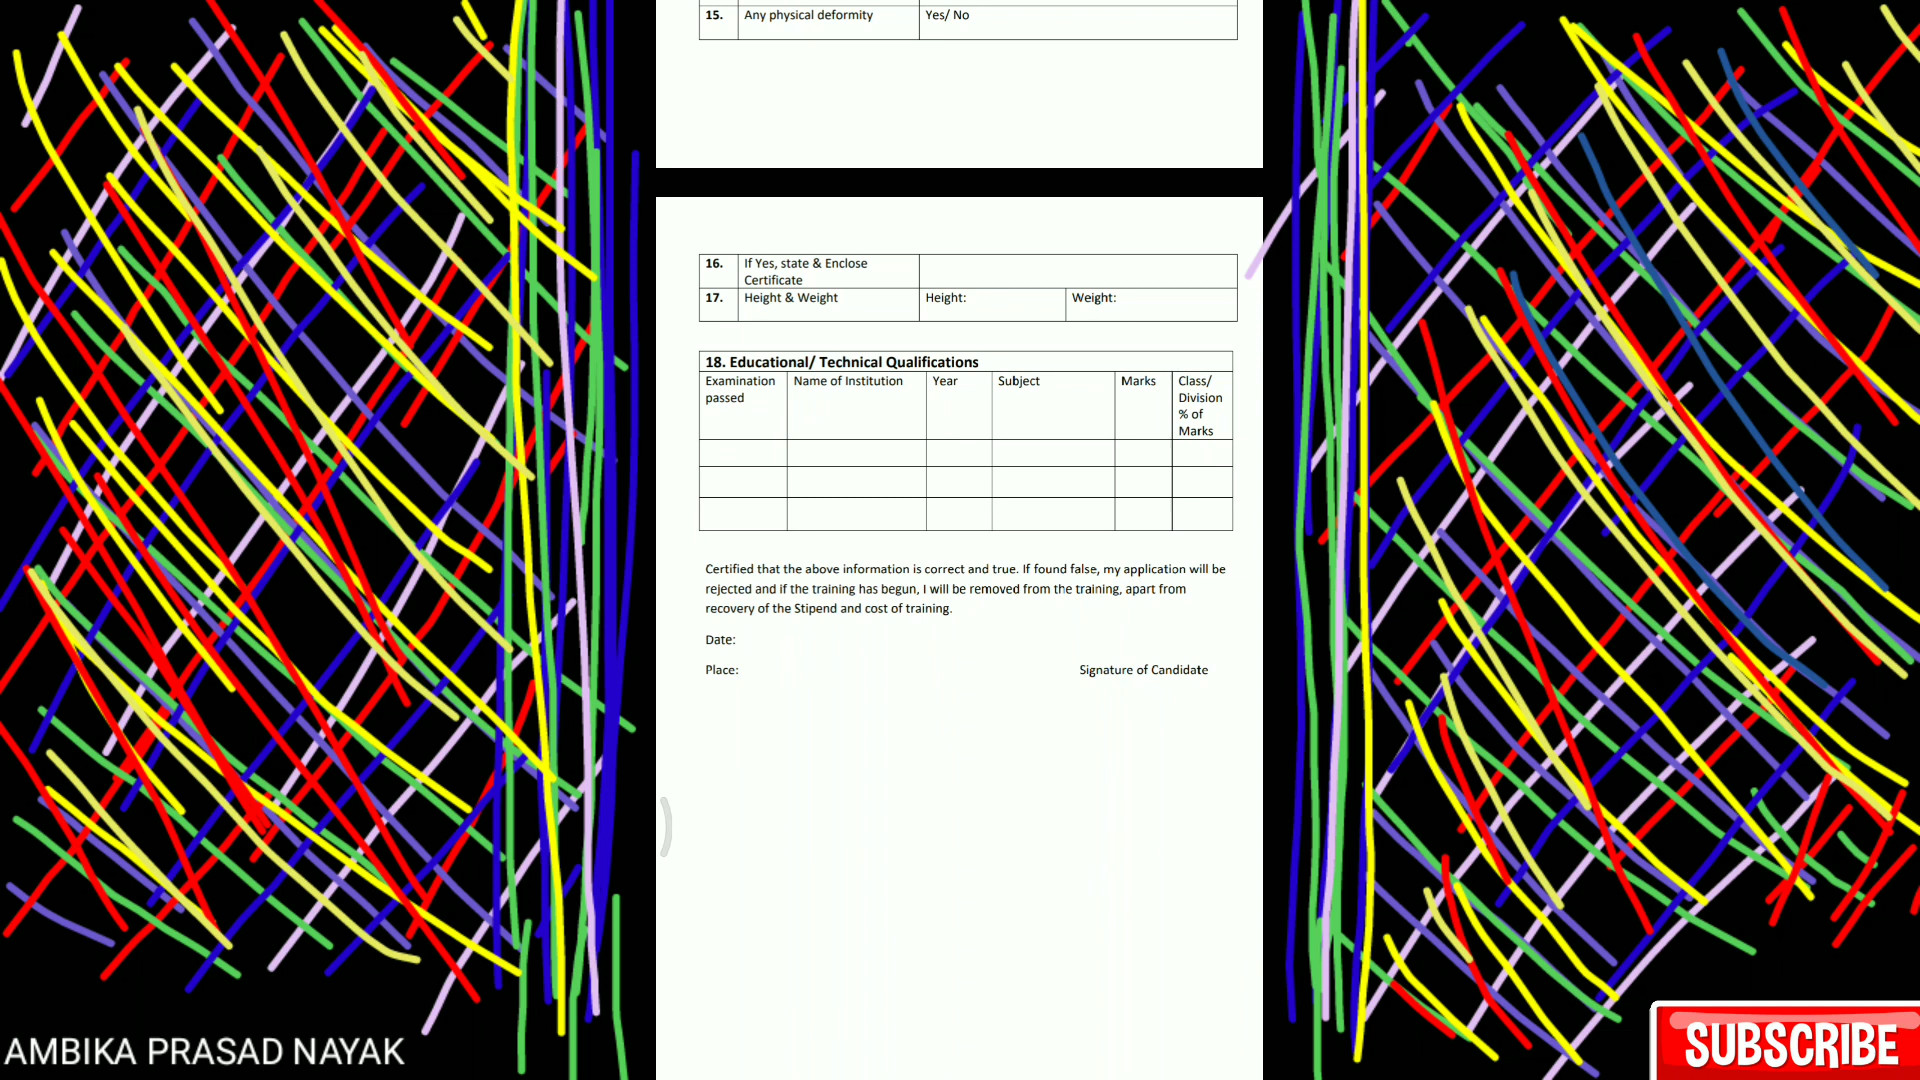 15. Any physical deformity Yes/ No
16. If Yes, state & Enclose
Certificate
17. Height & Weight Height: Weight:
18. Educational/ Technical Qualifications
Examination Name of Institution Year Subject Marks Class/
passed Division
% of
Marks
Certified that the above information is correct and true. If found false, my application will be
rejected and if the training has begun, I will be removed from the training, apart from
recovery of the Stipend and cost of training.
Date:
Place: Signature of Candidate
AMBIKA PRASAD NAYAK
SUBSCRIBE